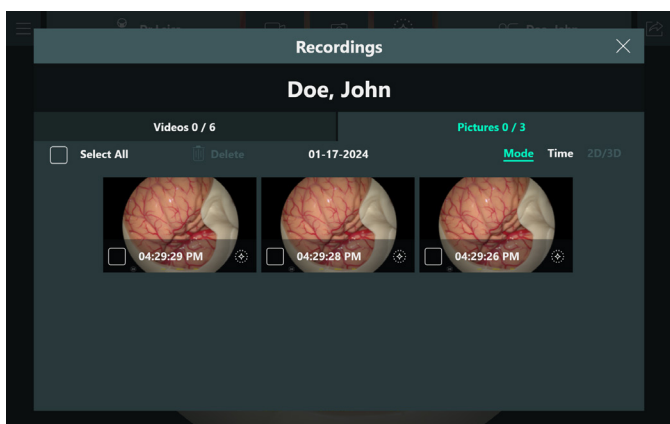 Recordings
Doe, John
Videos 0 / 6
Pictures 0 / 3
Select All
Delete
01-17-2024
Mode
Time
2D/3D
04:29:29 PM
04:29:28 PM
04:29:26 PM